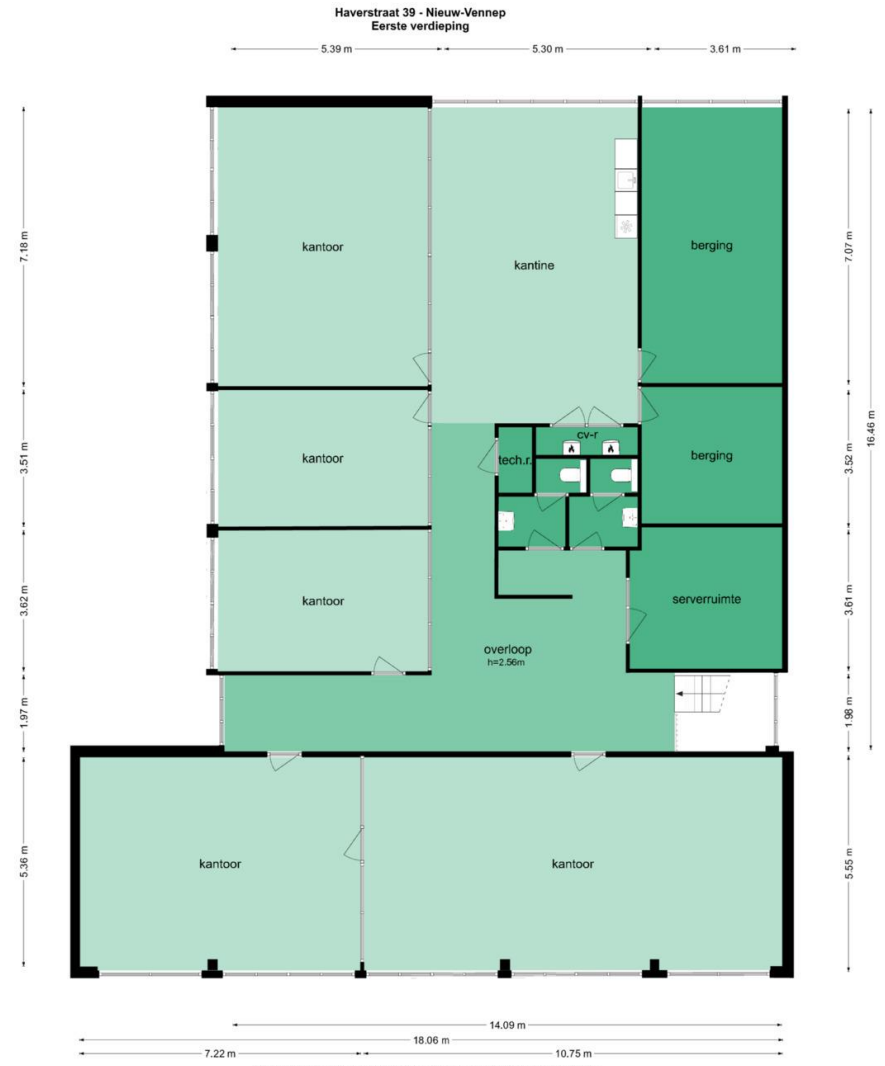 Haverstraat 39 - Nieuw-Vennep
Eerste verdieping
5.39 m
5.30 m
3.61 m
7.18 m
7.07 m
kantoor
kantine
berging
16.46 m
cv-r
tech.r.
3.51 m
kantoor
berging
3.52 m
3.62 m
kantoor
serverruimte
3.61 m
overloop
h=2.56m
1.97 m
1.98 m
5.36 m
kantoor
kantoor
5.55 m
14.09 m
18.06 m
7.22 m
10.75 m